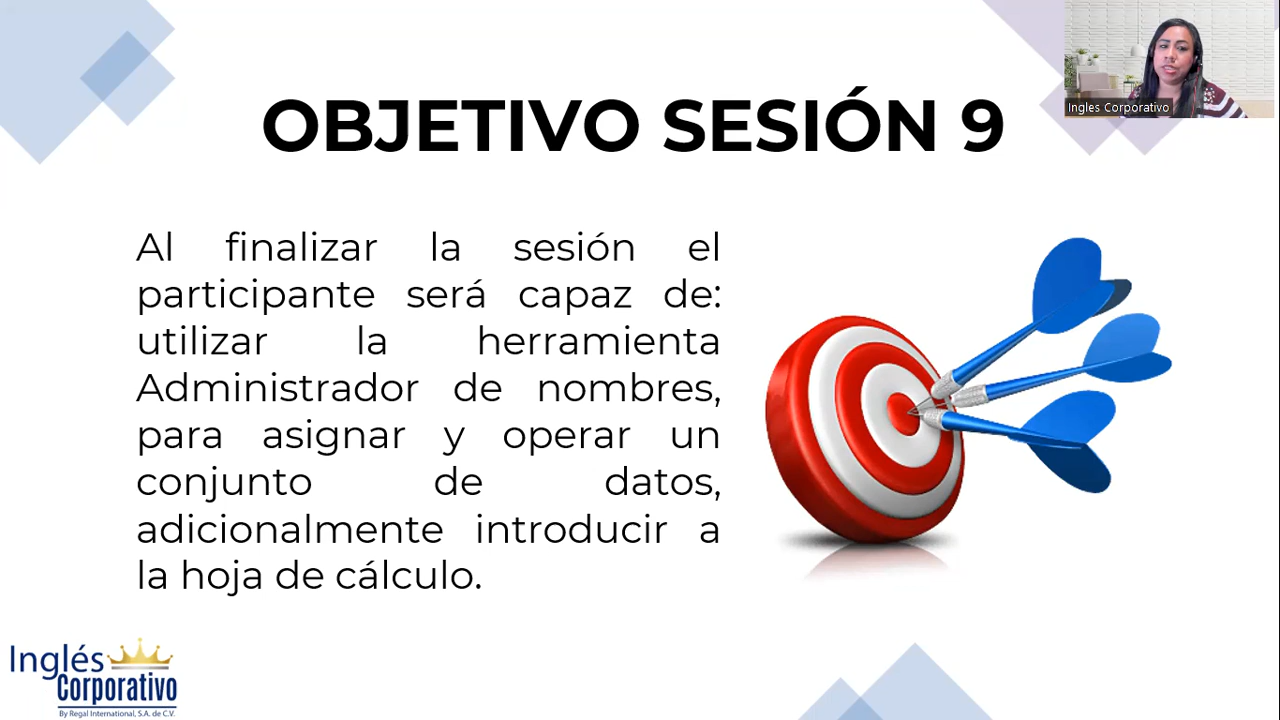 Ingles Corporativo
OBJETIVO SESIÓN 9
Al finalizar la sesión el
participante será capaz de:
utilizar la herramienta
Administrador de nombres,
para asignar y operar un
conjunto de datos,
adicionalmente introducir a
la hoja de cálculo.
Inglés
Corporativo
By Regal International, S.A. de C.V.